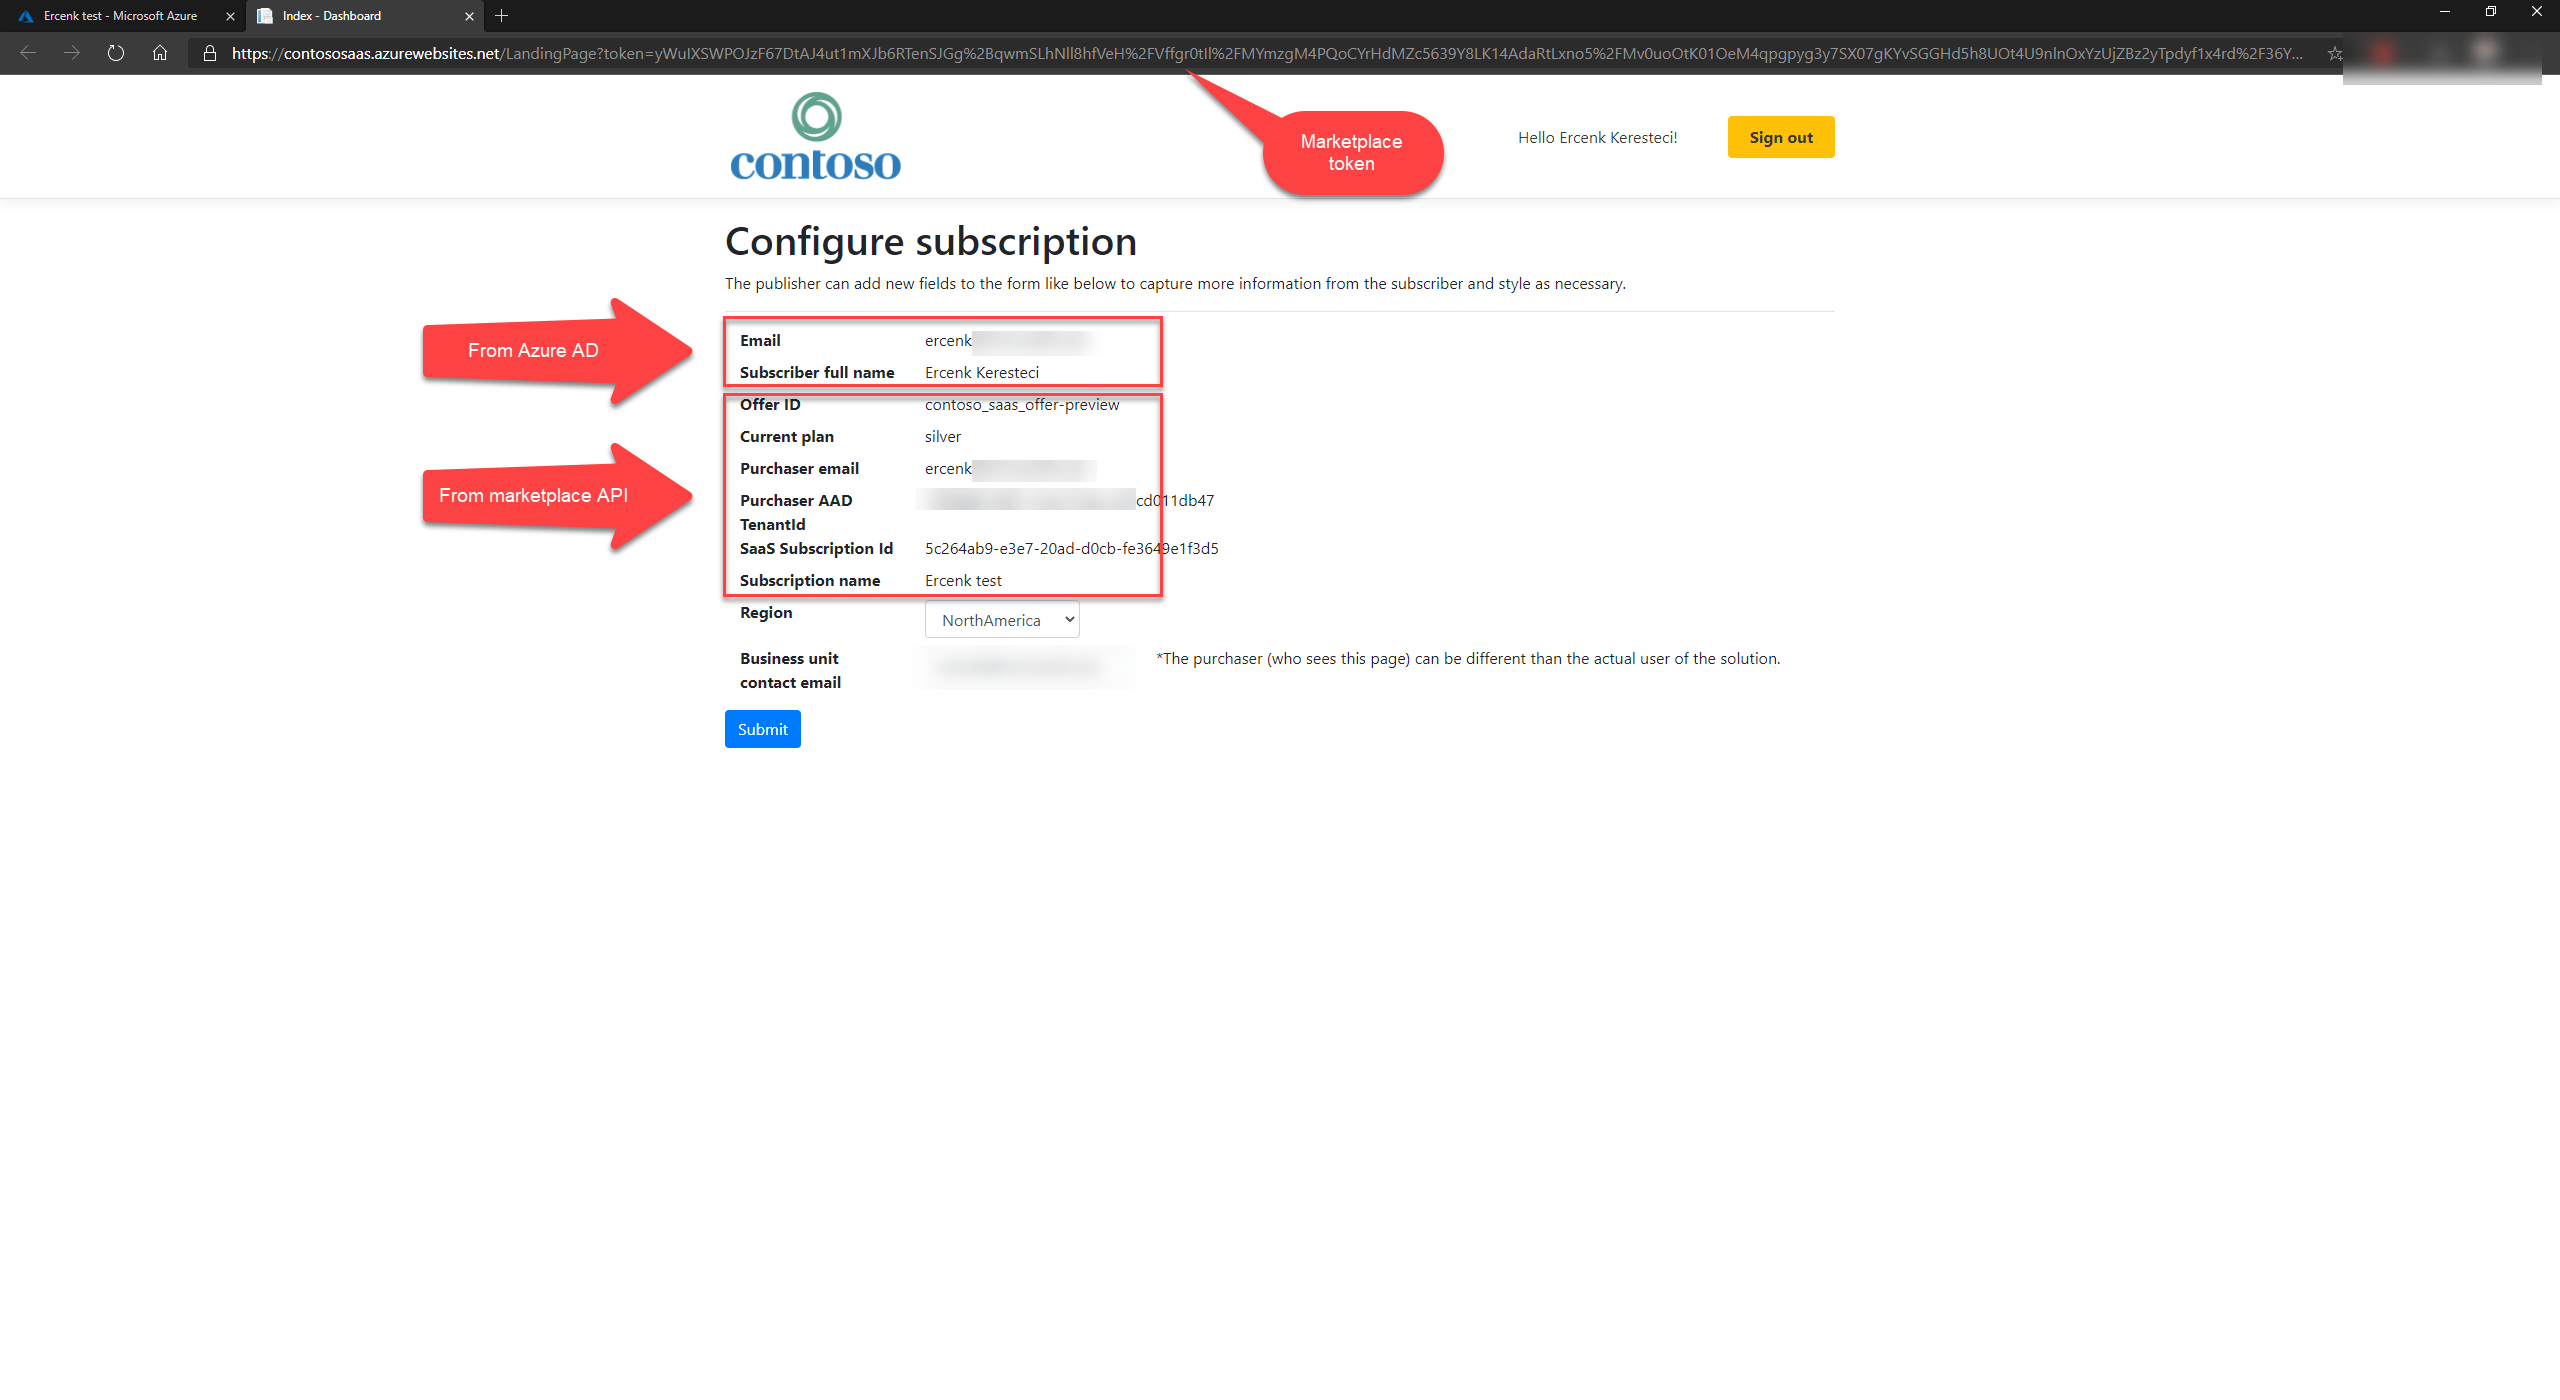 Ercenk test - Microsoft Azure
Index - Dashboard
https://contososaas.azurewebsites.net/LandingPage?token=yWuIXSWPOJzF67DtAJ4ut1mXJb6RTenSJGg%2BqwmSLhNll8hfVeH%2FVffgr0tIl%2FMYmzgM4PQoCYrHdMZc5639Y8LK14AdaRtLxno5%2FMv0uoOtK01OeM4qpgpyg3y7SX07gKYvSGGHd5h8UOt4U9nlnOxYzUjZBz2yTpdyf1x4rd%2F36Y...
Marketplace
token
contoso
Hello Ercenk Keresteci!
Sign out
Configure subscription
The publisher can add new fields to the form like below to capture more information from the subscriber and style as necessary.
From Azure AD
Email ercenk
Subscriber full name Ercenk Keresteci
From marketplace API
Offer ID contoso_saas_offer-preview
Current plan silver
Purchaser email ercenk
Purchaser AAD cd011db47
TenantId
SaaS Subscription Id 5c264ab9-e3e7-20ad-d0cb-fe3649e1f3d5
Subscription name Ercenk test
Region NorthAmerica
Business unit *The purchaser (who sees this page) can be different than the actual user of the solution.
contact email
Submit